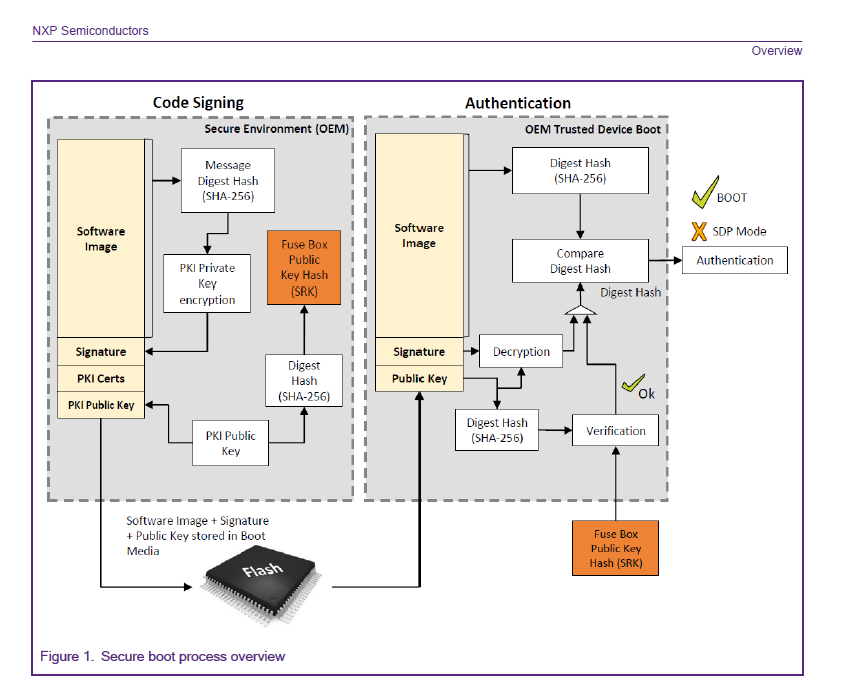 NXP Semiconductors
Overview
Code Signing
Secure Environment (OEM)
Software
Image
Message
Digest Hash
(SHA-256)
PKI Private
Key
encryption
Fuse Box
Public
Key Hash
(SRK)
Signature
PKI Certs
PKI Public Key
Digest
Hash
(SHA-256)
PKI Public
Key
Authentication
OEM Trusted Device Boot
Software
Image
Digest Hash
(SHA-256)
Compare
Digest Hash
Digest Hash
BOOT
SDP Mode
Authentication
Signature
Public Key
Decryption
Ok
Digest Hash
(SHA-256)
Verification
Fuse Box
Public Key
Hash (SRK)
Software Image + Signature
+ Public Key stored in Boot
Media
Flash
Figure 1. Secure boot process overview